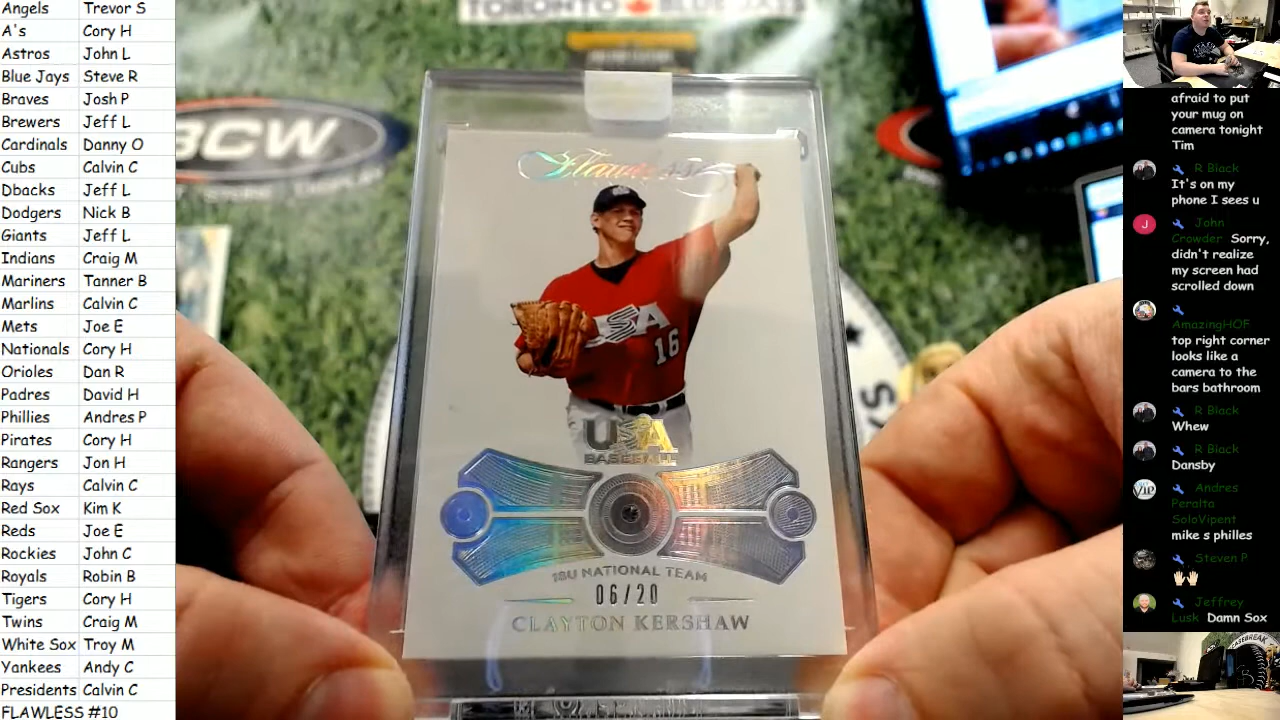 Angels Trevor S
A's Cory H
Astros John L
Blue Jays Steve R
Braves Josh P
Brewers Jeff L
Cardinals Danny O
Cubs Calvin C
Dbacks Jeff L
Dodgers Nick B
Giants Jeff L
Indians Craig M
Mariners Tanner B
Marlins Calvin C
Mets Joe E
Nationals Cory H
Orioles Dan R
Padres David H
Phillies Andres P
Pirates Cory H
Rangers Jon H
Rays Calvin C
Red Sox Kim K
Reds Joe E
Rockies John C
Royals Robin B
Tigers Cory H
Twins Craig M
White Sox Troy M
Yankees Andy C
Presidents Calvin C
FLAWLESS #10
TORONTO BLUE JAYS
BCW
Flawless
USA
16
USA
BASEBALL
18U NATIONAL TEAM
06/20
CLAYTON KERSHAW
afraid to put
your mug on
camera tonight
Tim
R Black
It's on my
phone I sees u
J
John
Crowder Sorry,
didn't realize
my screen had
scrolled down
AmazingHOF
top right corner
looks like a
camera to the
bars bathroom
R Black
Whew
R Black
Dansby
Andres
Peralta
SoloVipent
mike s philles
Steven P
Jeffrey
Lusk Damn Sox